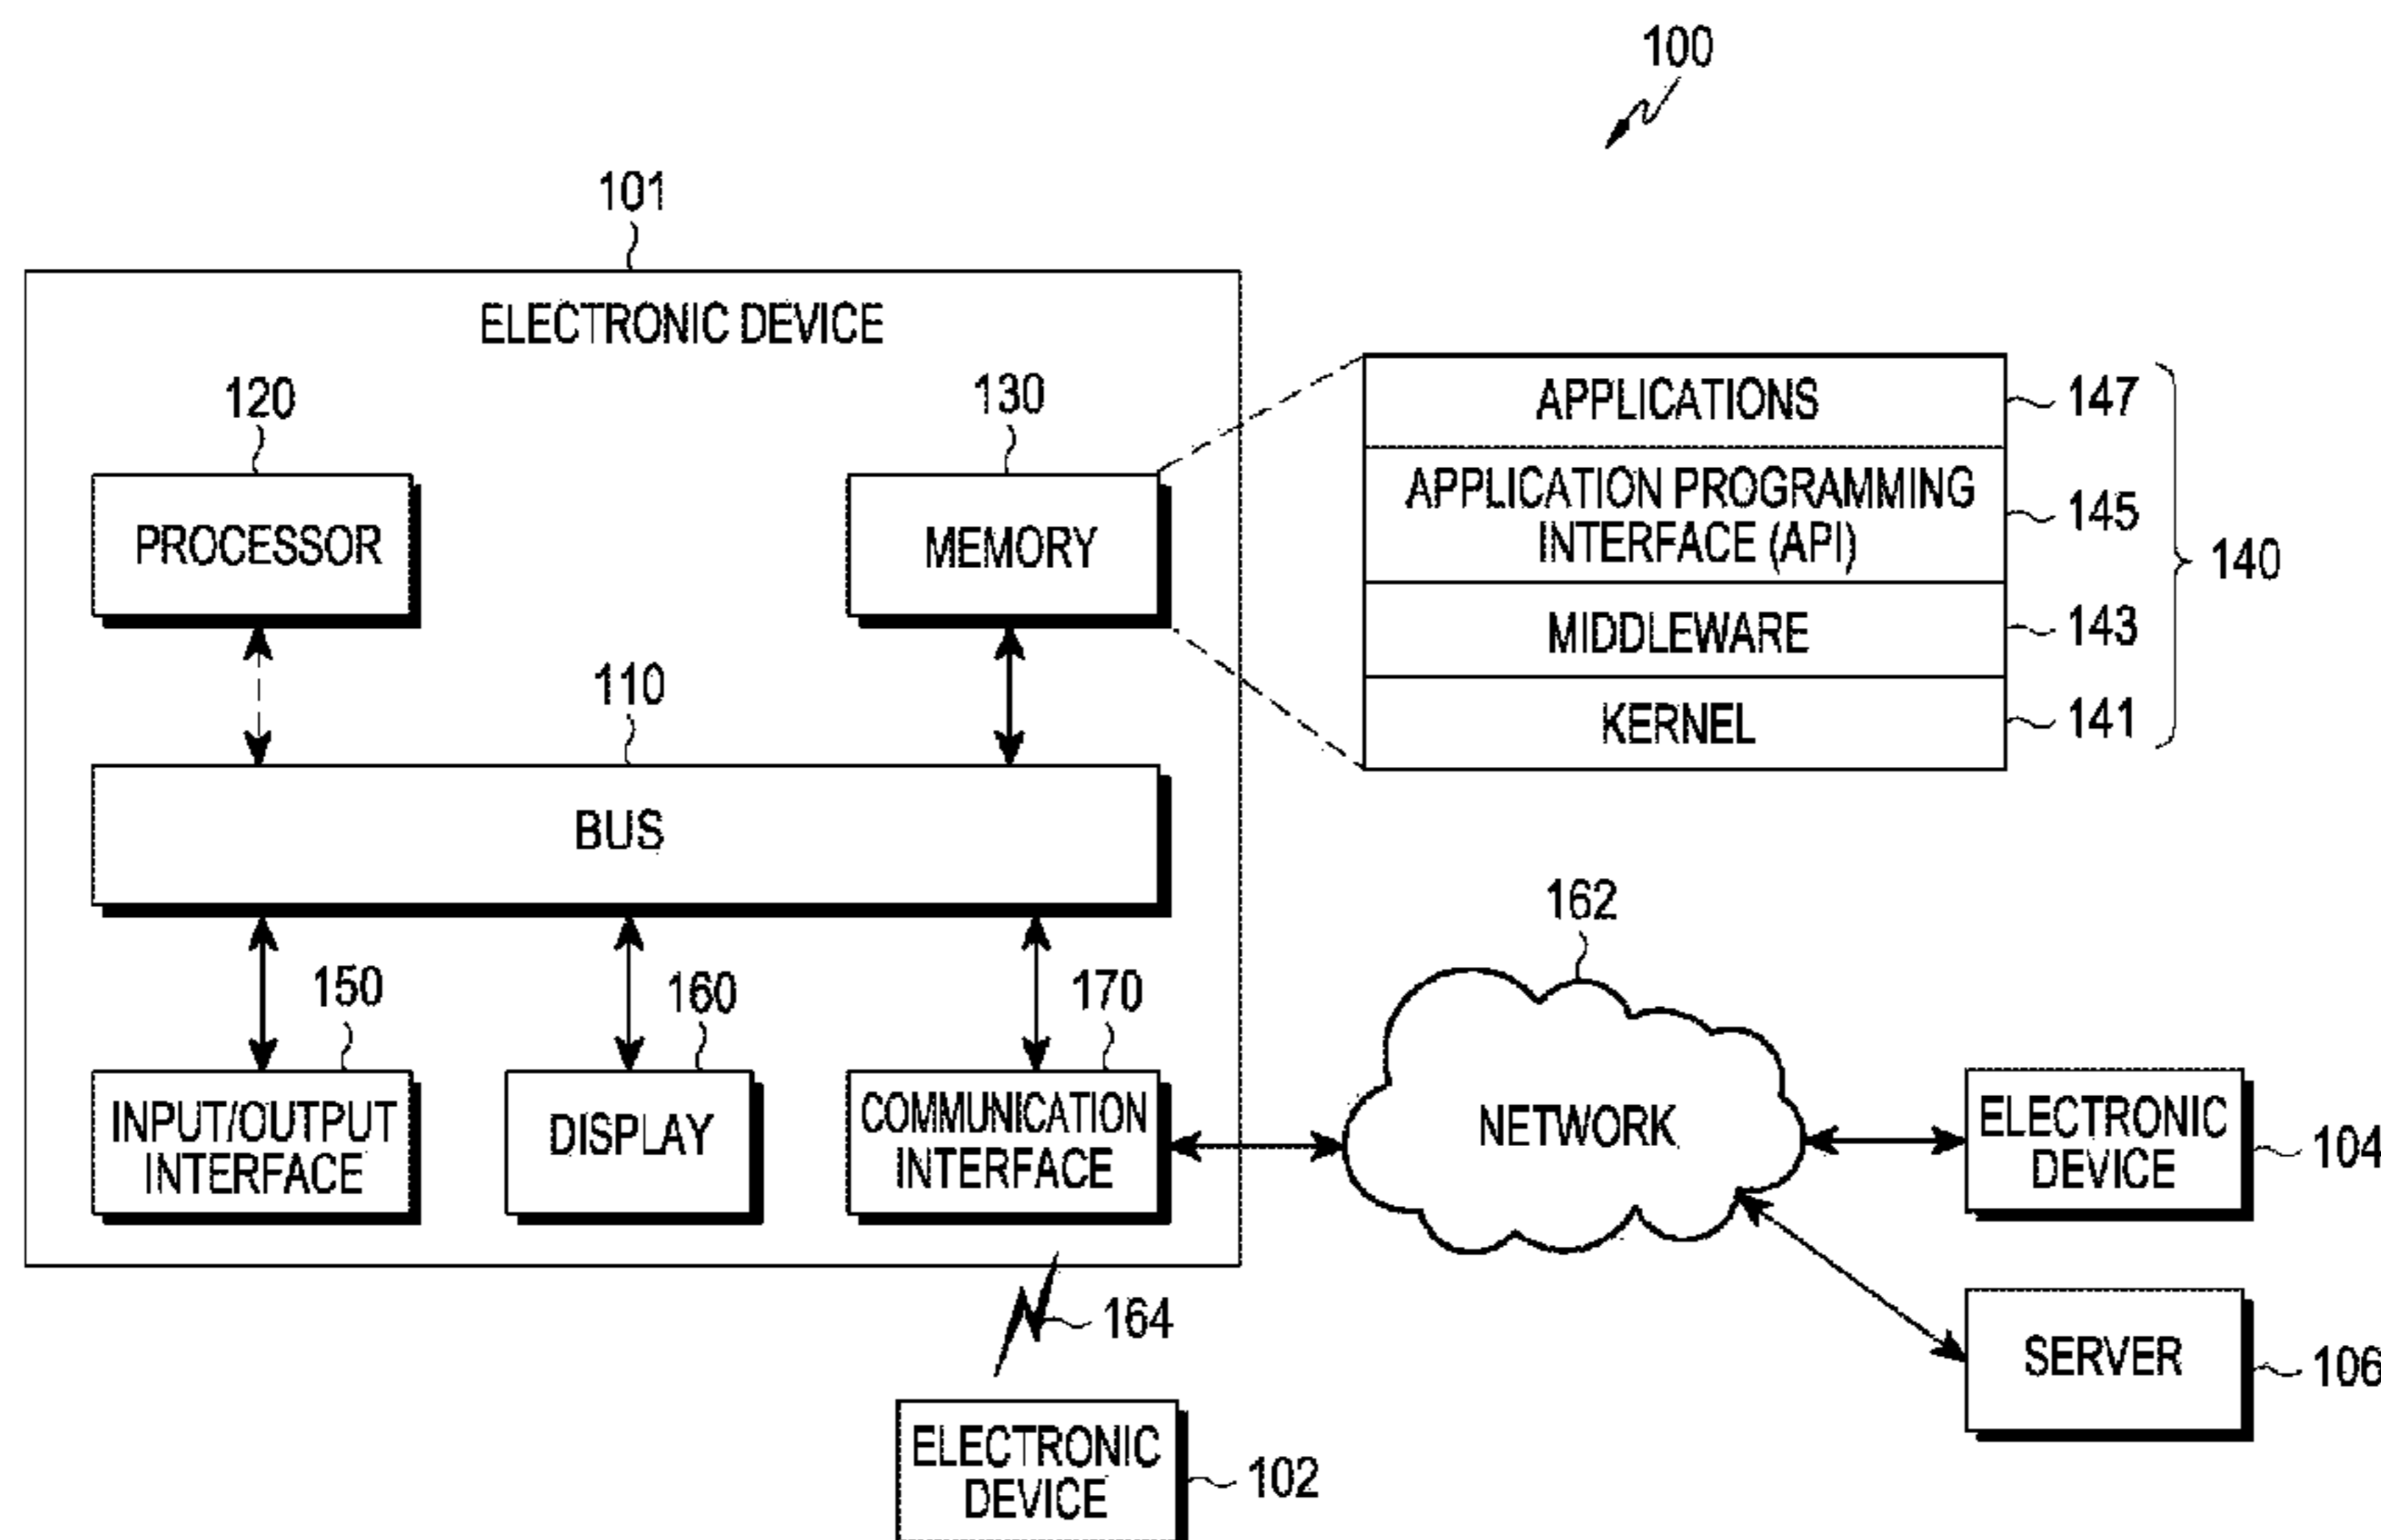 100
101
ELECTRONIC DEVICE
120
130
PROCESSOR
MEMORY
APPLICATIONS
147
APPLICATION PROGRAMMING
INTERFACE (API)
145
140
MIDDLEWARE
143
KERNEL
141
110
BUS
150
160
170
INPUT/OUTPUT
INTERFACE
DISPLAY
COMMUNICATION
INTERFACE
162
NETWORK
ELECTRONIC
DEVICE
104
SERVER
106
164
ELECTRONIC
DEVICE
102